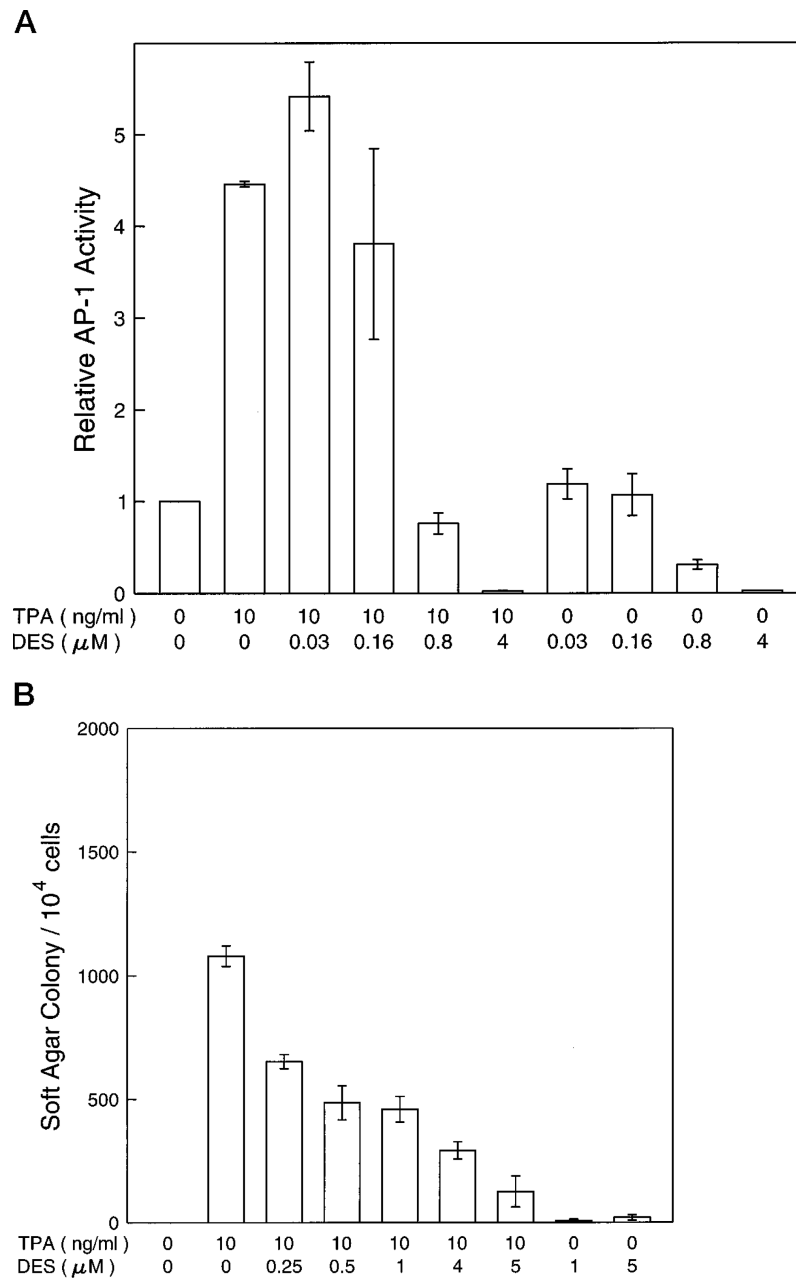 A
Relative AP-1 Activity
5
4
3
2
1
0
TPA ( ng/ml ) 0 10 10 10 10 10 0 0 0 0
DES ( μM ) 0 0 0.03 0.16 0.8 4 0.03 0.16 0.8 4
B
Soft Agar Colony / 10⁴ cells
2000
1500
1000
500
0
TPA ( ng/ml ) 0 10 10 10 10 10 10 0 0
DES ( μM ) 0 0 0.25 0.5 1 4 5 1 5